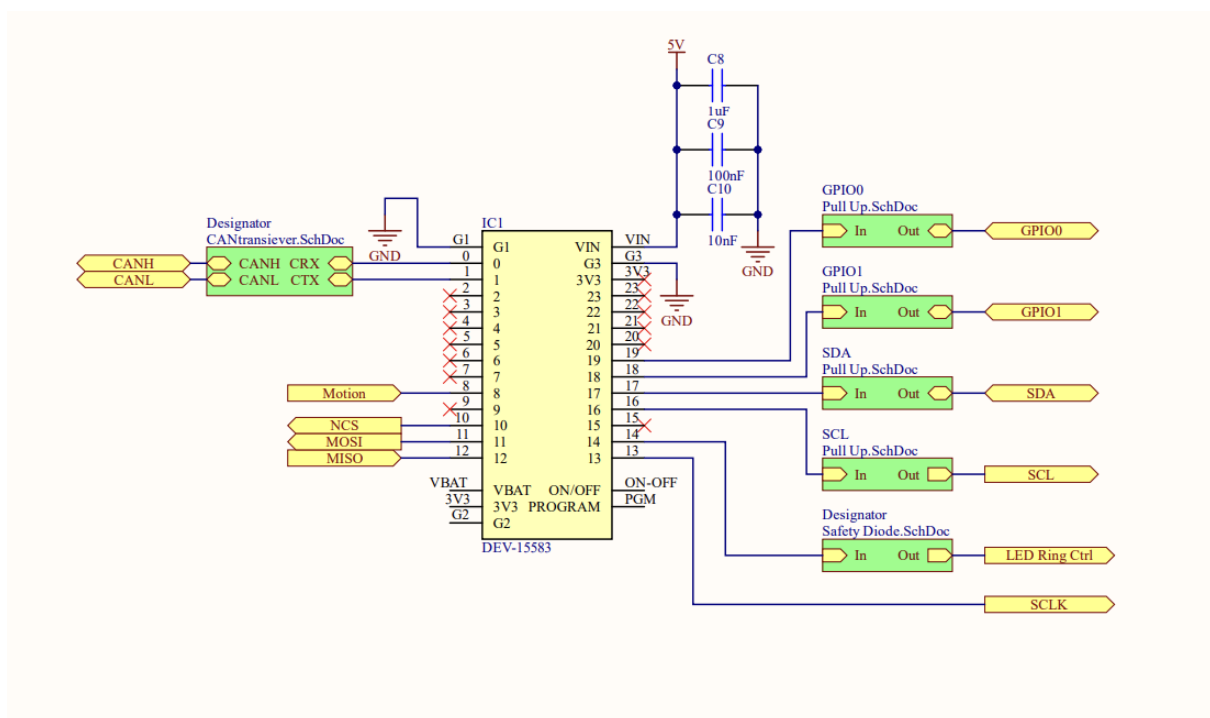 5V
C8
1uF
C9
100nF
C10
10nF
GND
Designator
CANtransiever.SchDoc
CANH
CANL
CANH CRX
CANL CTX
GND
IC1
G1
0
1
2
3
4
5
6
7
8
9
10
11
12
VBAT
3V3
G2
G1 VIN
0 G3
1 3V3
2 23
3 22
4 21
5 20
6 19
7 18
8 17
9 16
10 15
11 14
12 13
VBAT ON/OFF
3V3 PROGRAM
G2
VIN
G3
3V3
23
22
21
20
19
18
17
16
15
14
13
ON-OFF
PGM
DEV-15583
GND
Motion
NCS
MOSI
MISO
GPIO0
Pull Up.SchDoc
In Out
GPIO0
GPIO1
Pull Up.SchDoc
In Out
GPIO1
SDA
Pull Up.SchDoc
In Out
SDA
SCL
Pull Up.SchDoc
In Out
SCL
Designator
Safety Diode.SchDoc
In Out
LED Ring Ctrl
SCLK